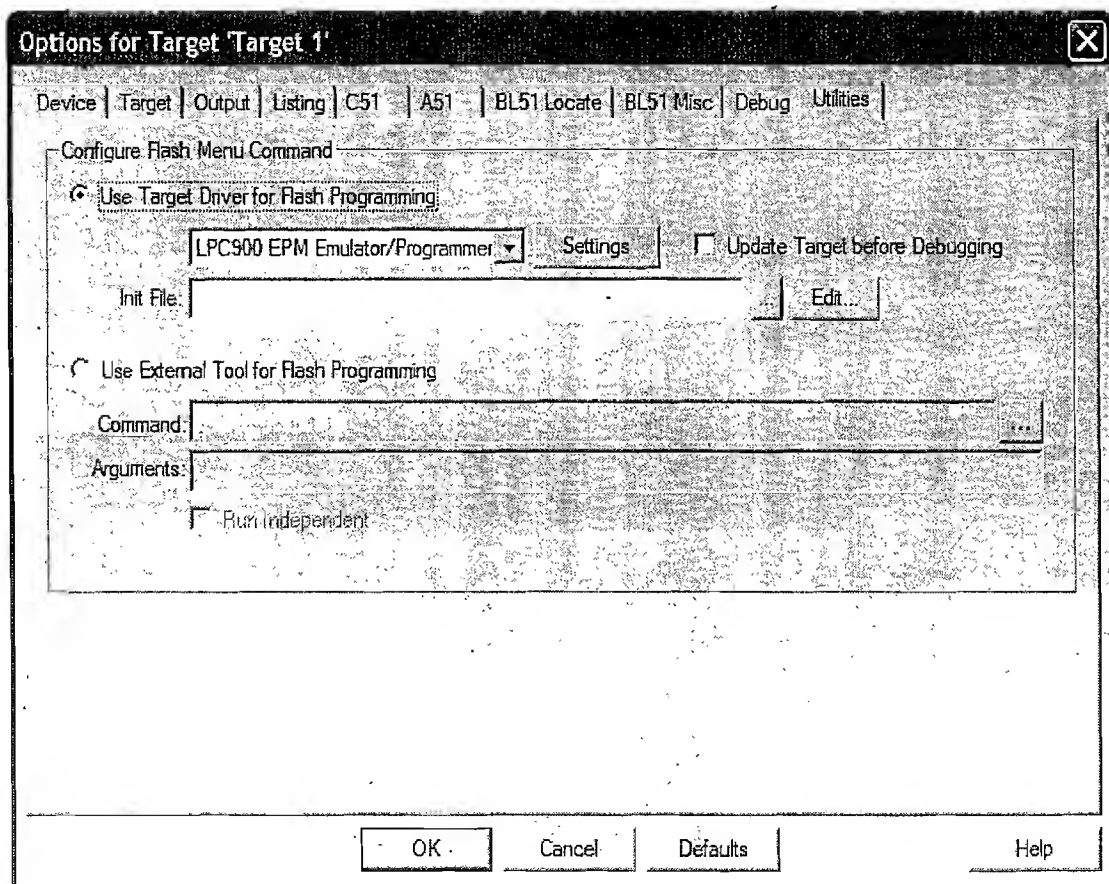 Options for Target 'Target 1'
Device Target Output Listing C51 A51 BL51 Locate BL51 Misc Debug Utilities
Configure Flash Menu Command
Use Target Driver for Flash Programming
LPC900 EPM Emulator/Programmer Settings Update Target before Debugging
Init File: ... Edit...
Use External Tool for Flash Programming
Command: ...
Arguments:
Run Independent
OK Cancel Defaults Help